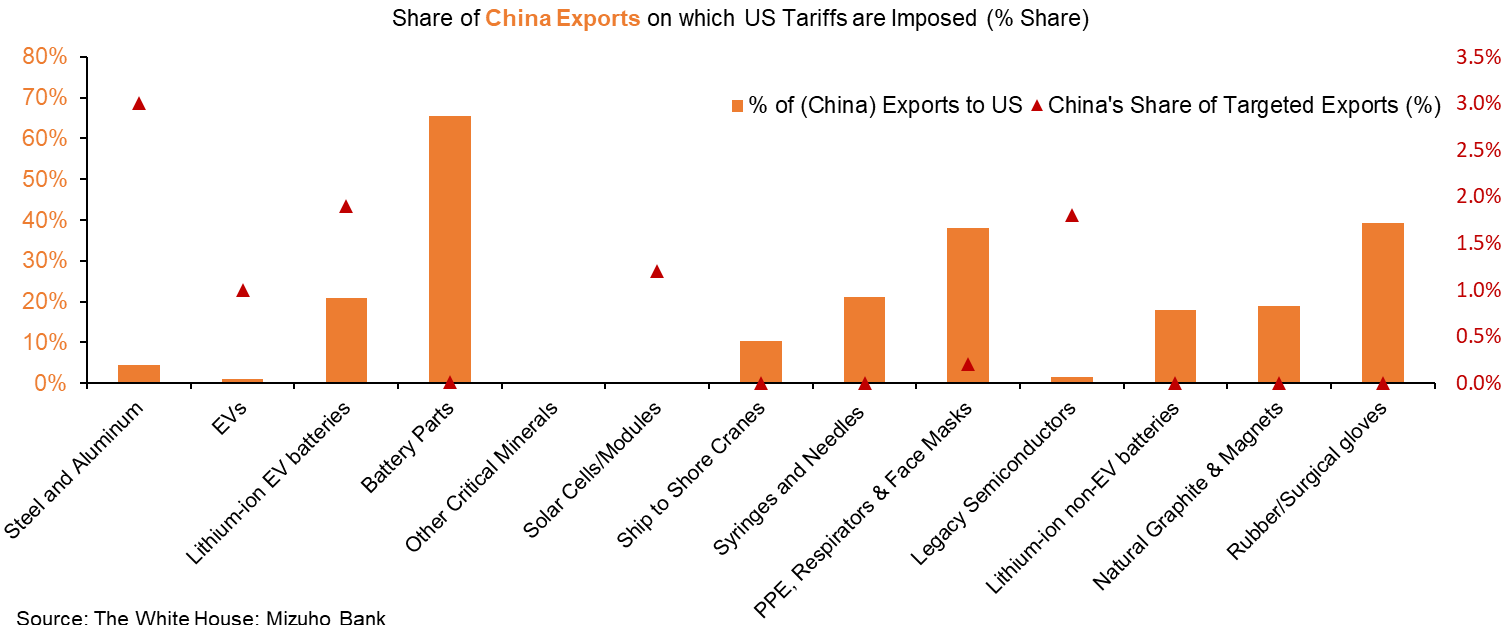 Share of China Exports on which US Tariffs are Imposed (% Share)
80%
70%
60%
50%
40%
30%
20%
10%
0%
3.5%
3.0%
2.5%
2.0%
1.5%
1.0%
0.5%
0.0%
% of (China) Exports to US
China's Share of Targeted Exports (%)
Steel and Aluminum
EVs
Lithium-ion EV batteries
Battery Parts
Other Critical Minerals
Solar Cells/Modules
Ship to Shore Cranes
Syringes and Needles
PPE, Respirators & Face Masks
Legacy Semiconductors
Lithium-ion non-EV batteries
Natural Graphite & Magnets
Rubber/Surgical gloves
Source: The White House; Mizuho Bank